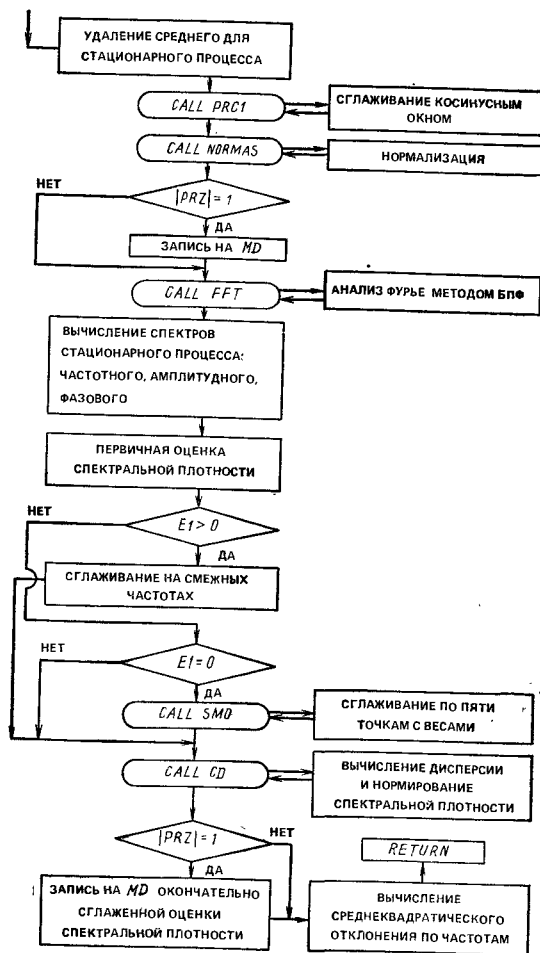 УДАЛЕНИЕ СРЕДНЕГО ДЛЯ
СТАЦИОНАРНОГО ПРОЦЕССА
CALL PRC1
СГЛАЖИВАНИЕ КОСИНУСНЫМ
ОКНОМ
CALL NORMAS
НОРМАЛИЗАЦИЯ
НЕТ
|PRZ|=1
ДА
ЗАПИСЬ НА MD
CALL FFT
АНАЛИЗ ФУРЬЕ МЕТОДОМ БПФ
ВЫЧИСЛЕНИЕ СПЕКТРОВ
СТАЦИОНАРНОГО ПРОЦЕССА:
ЧАСТОТНОГО, АМПЛИТУДНОГО,
ФАЗОВОГО
ПЕРВИЧНАЯ ОЦЕНКА
СПЕКТРАЛЬНОЙ ПЛОТНОСТИ
НЕТ
E1>0
ДА
СГЛАЖИВАНИЕ НА СМЕЖНЫХ
ЧАСТОТАХ
НЕТ
E1=0
ДА
CALL SMO
СГЛАЖИВАНИЕ ПО ПЯТИ
ТОЧКАМ С ВЕСАМИ
CALL CD
ВЫЧИСЛЕНИЕ ДИСПЕРСИИ
И НОРМИРОВАНИЕ
СПЕКТРАЛЬНОЙ ПЛОТНОСТИ
|PRZ|=1
НЕТ
ДА
RETURN
ЗАПИСЬ НА MD ОКОНЧАТЕЛЬНО
СГЛАЖЕННОЙ ОЦЕНКИ
СПЕКТРАЛЬНОЙ ПЛОТНОСТИ
ВЫЧИСЛЕНИЕ
СРЕДНЕКВАДРАТИЧЕСКОГО
ОТКЛОНЕНИЯ ПО ЧАСТОТАМ